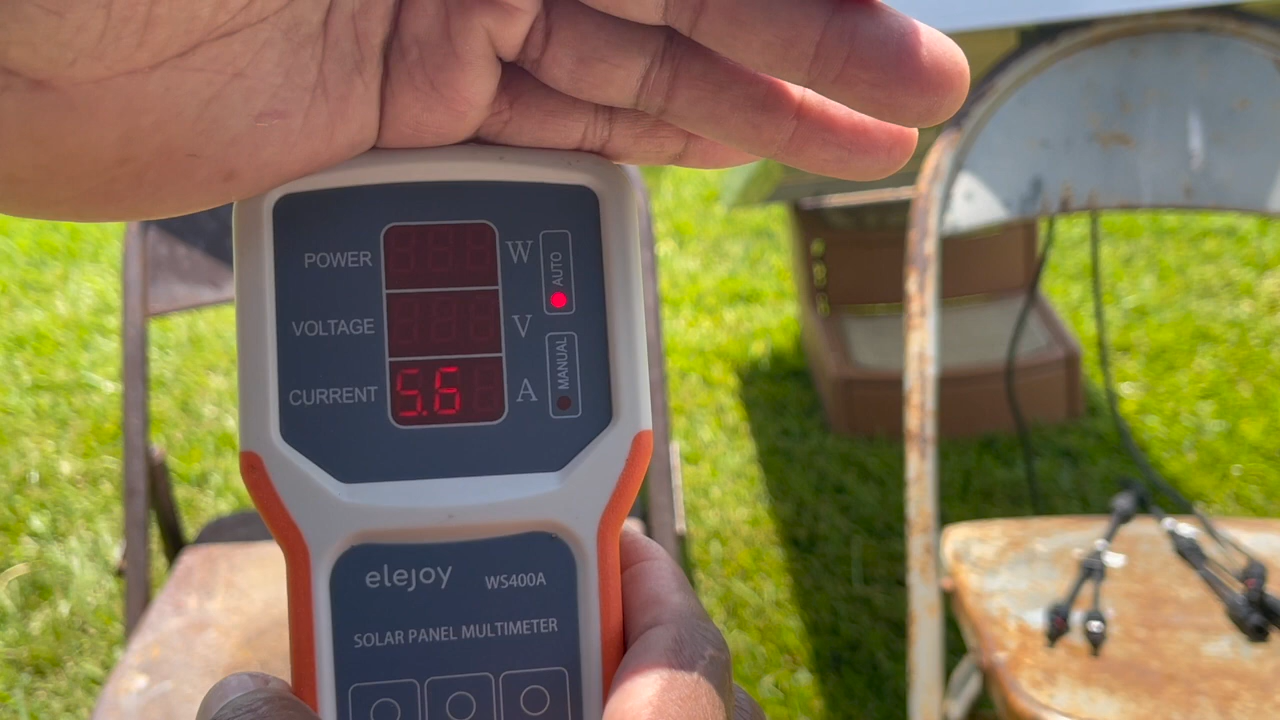 POWER W AUTO
VOLTAGE V
CURRENT 5.6 A MANUAL
elejoy WS400A
SOLAR PANEL MULTIMETER